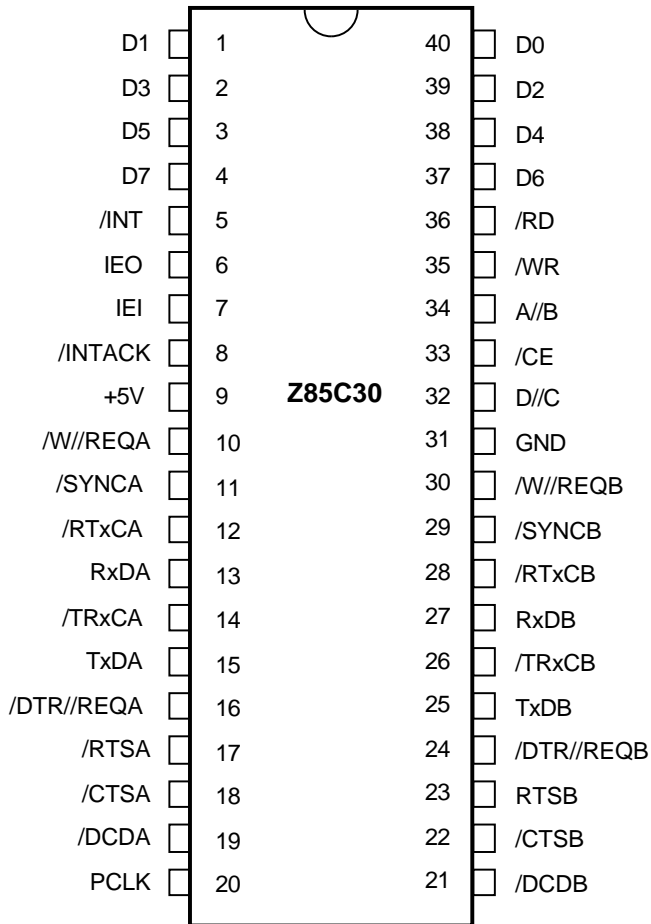 D1 1 40 D0
D3 2 39 D2
D5 3 38 D4
D7 4 37 D6
/INT 5 36 /RD
IEO 6 35 /WR
IEI 7 34 A//B
/INTACK 8 33 /CE
+5V 9 Z85C30 32 D//C
/W//REQA 10 31 GND
/SYNCA 11 30 /W//REQB
/RTxCA 12 29 /SYNCB
RxDA 13 28 /RTxCB
/TRxCA 14 27 RxDB
TxDA 15 26 /TRxCB
/DTR//REQA 16 25 TxDB
/RTSA 17 24 /DTR//REQB
/CTSA 18 23 RTSB
/DCDA 19 22 /CTSB
PCLK 20 21 /DCDB